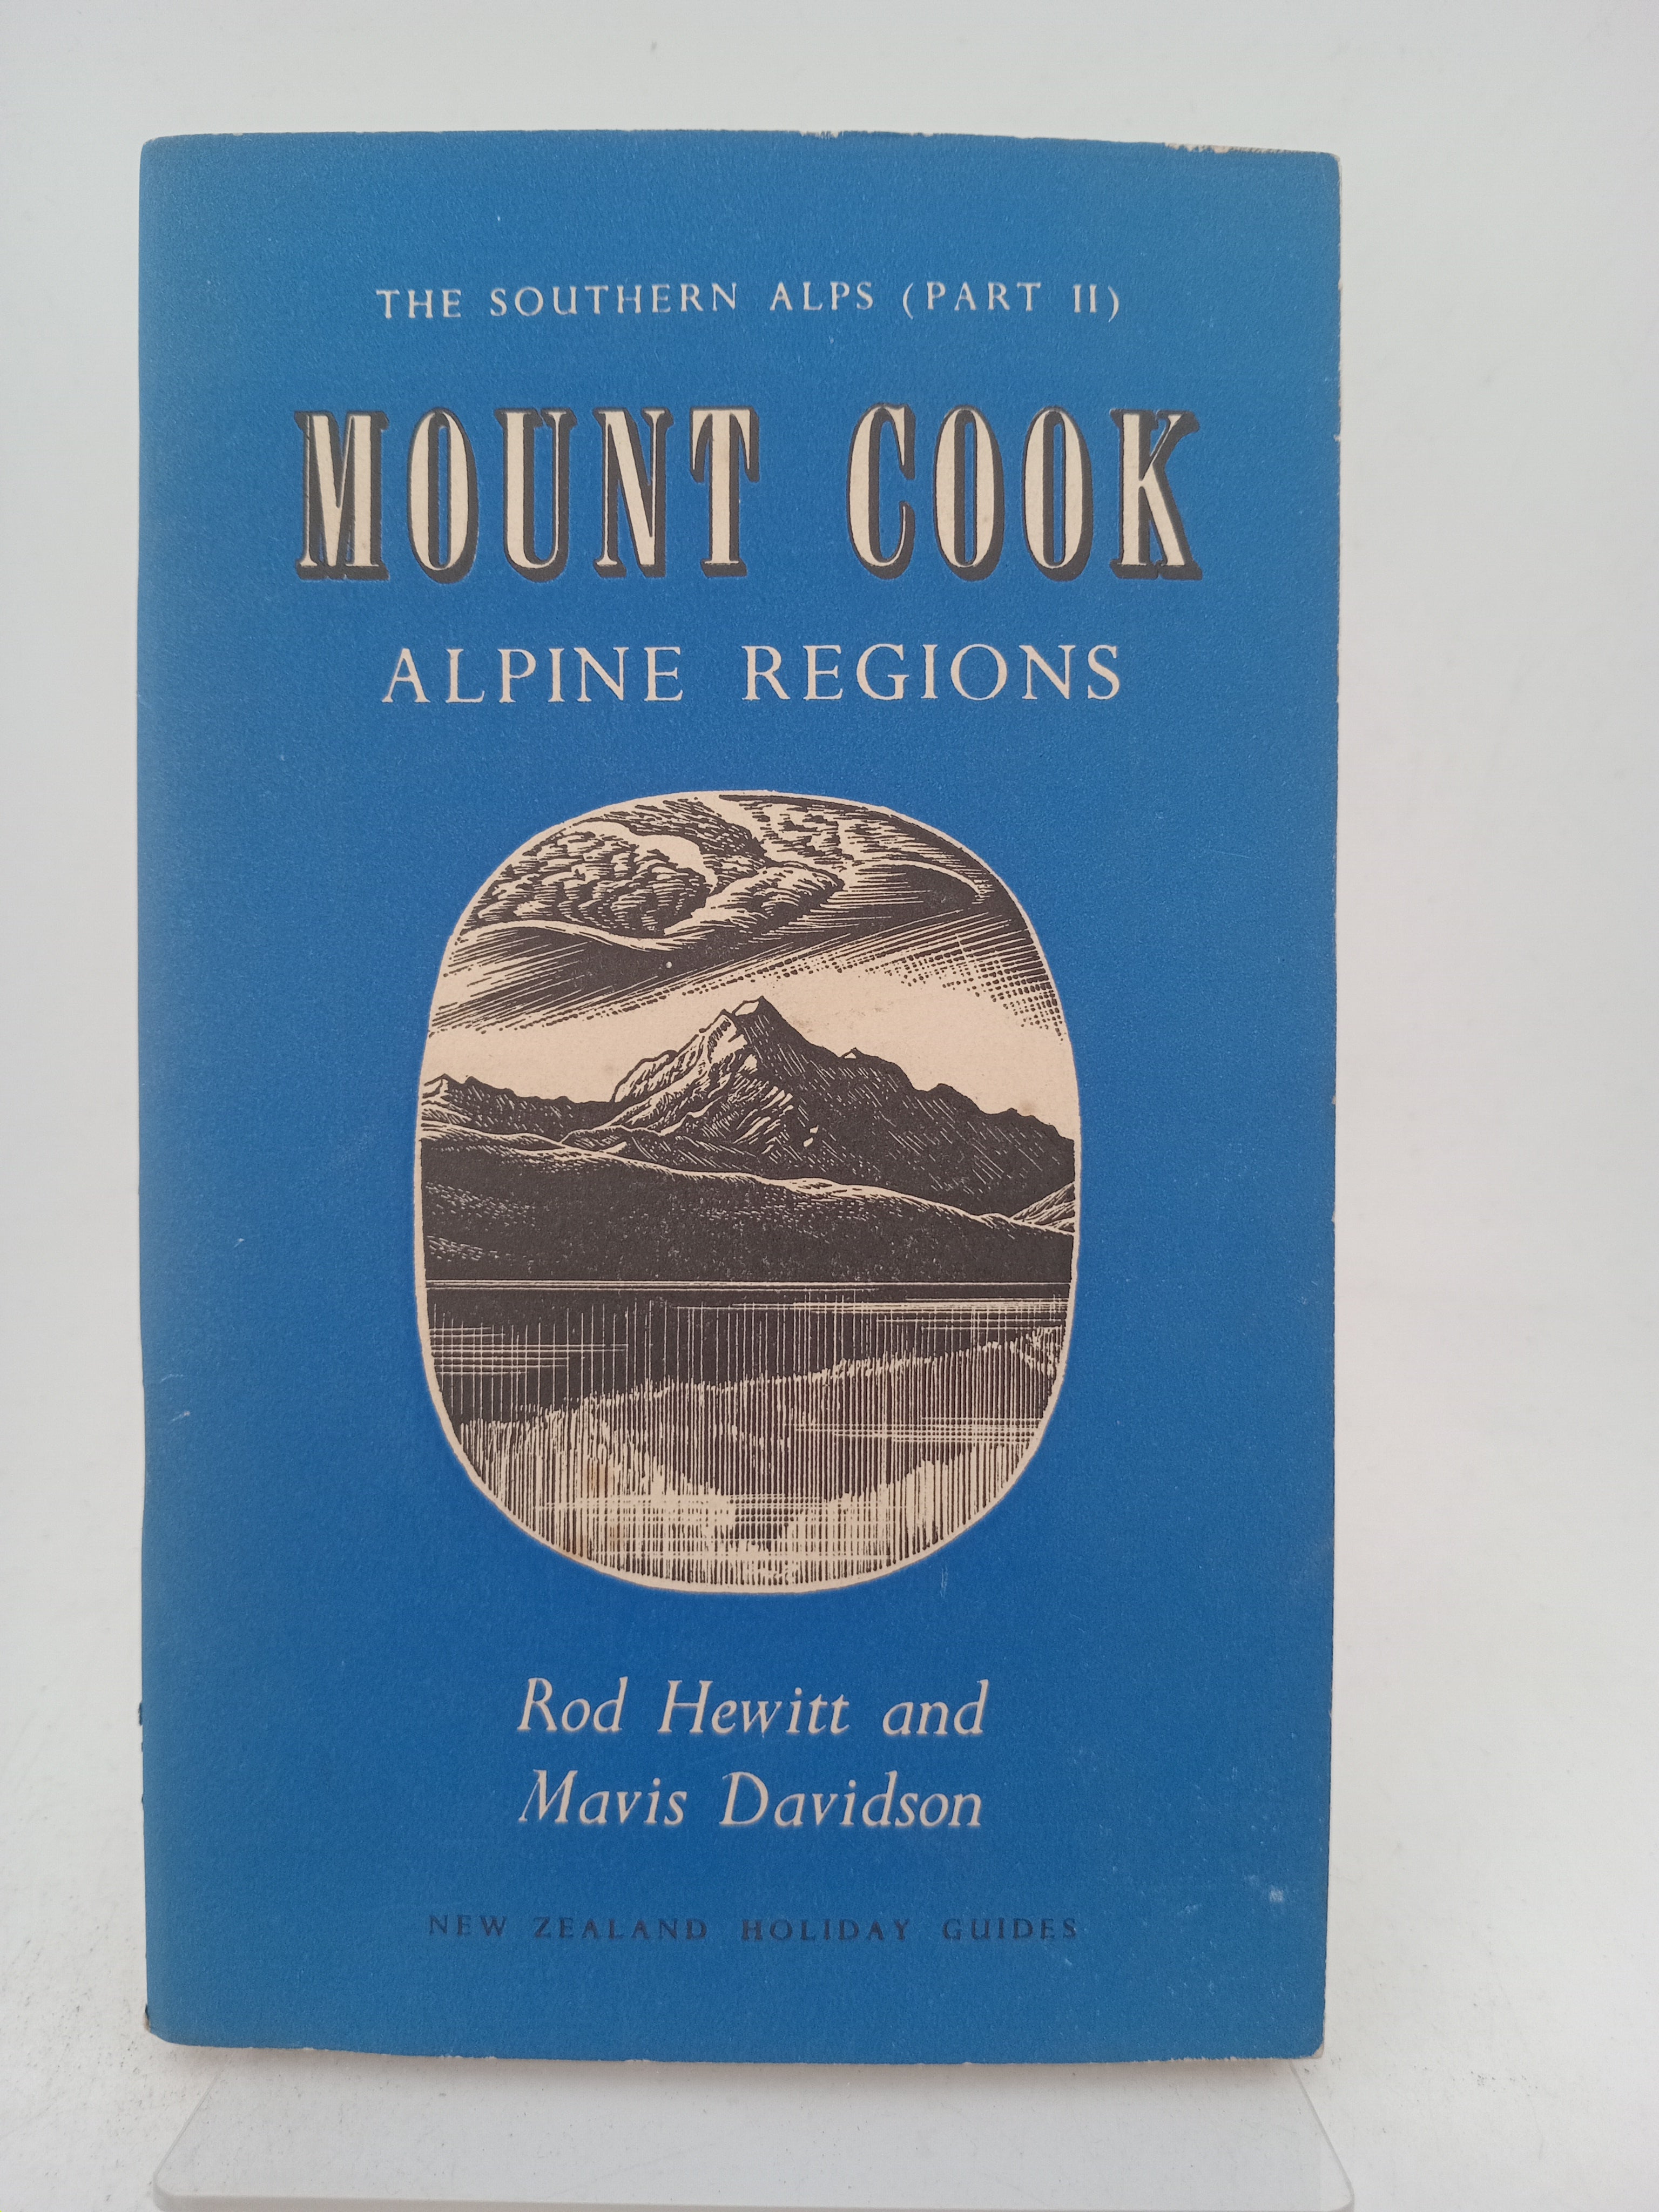 THE SOUTHERN ALPS (PART II)
MOUNT COOK
ALPINE REGIONS
Rod Hewitt and
Mavis Davidson
NEW ZEALAND HOLIDAY GUIDES